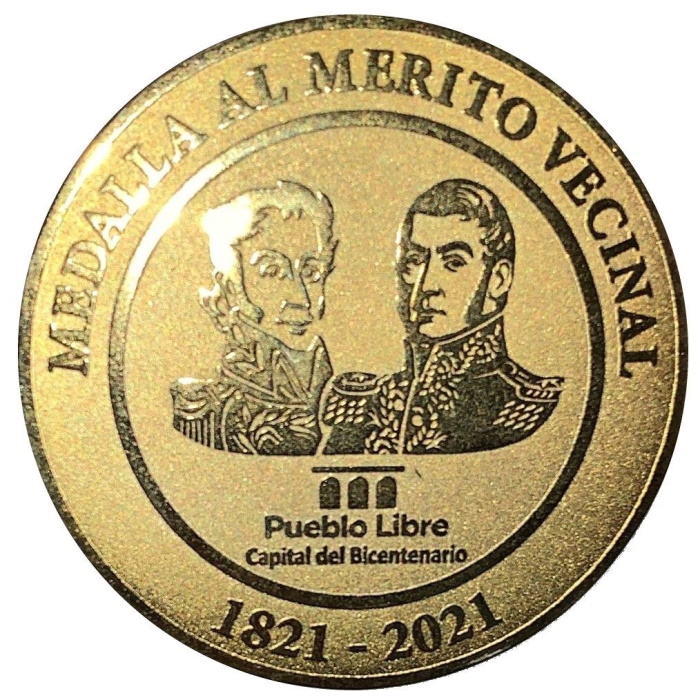 MEDALLA AL MERITO VECINAL
Pueblo Libre
Capital del Bicentenario
1821 - 2021